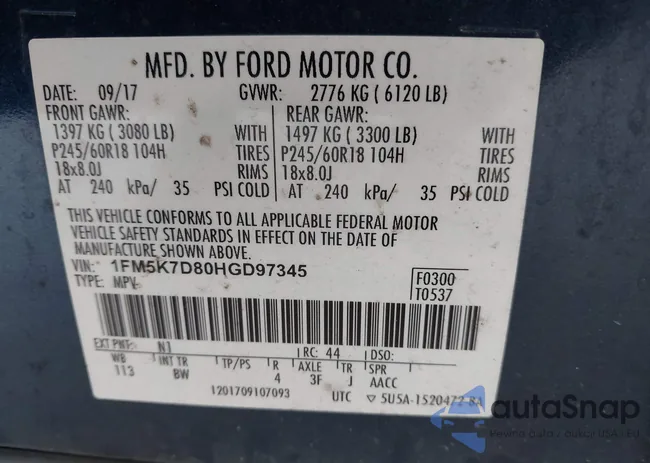 MFD. BY FORD MOTOR CO.
DATE: 09/17 GVWR: 2776 KG ( 6120 LB)
FRONT GAWR: REAR GAWR:
1397 KG ( 3080 LB) WITH 1497 KG ( 3300 LB) WITH
P245/60R18 104H TIRES P245/60R18 104H TIRES
18x8.0J RIMS 18x8.0J RIMS
AT 240 kPa/ 35 PSI COLD AT 240 kPa/ 35 PSI COLD
THIS VEHICLE CONFORMS TO ALL APPLICABLE FEDERAL MOTOR
VEHICLE SAFETY STANDARDS IN EFFECT ON THE DATE OF
MANUFACTURE SHOWN ABOVE.
VIN: 1FM5K7D80HGD97345
TYPE: MPV
F0300
T0537
EXT PNT: N1 RC: 44 DSO:
WB INT TR TP/PS R AXLE TR SPR
113 BW 4 3F J AACC
1201709107093 UTC ▽ 5U5A-1520472-BA
autoSnap